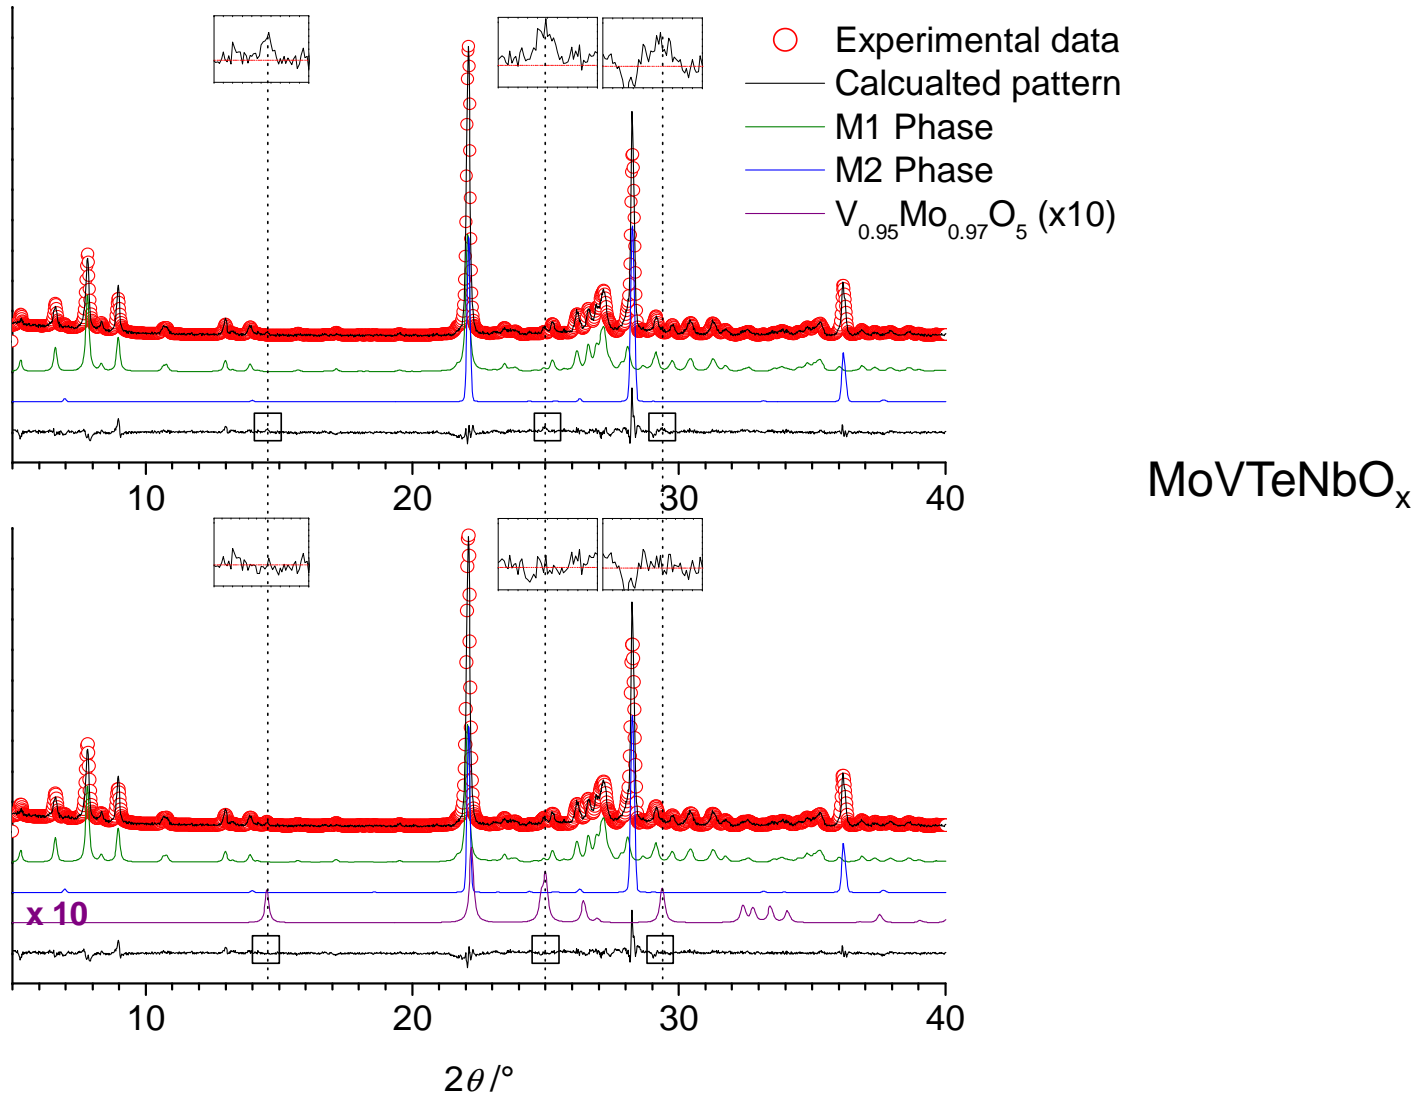 Experimental data
Calcualted pattern
M1 Phase
M2 Phase
V0.95Mo0.97O5 (x10)
10 20 30 40
MoVTeNbOx
x 10
10 20 30 40
2θ /°